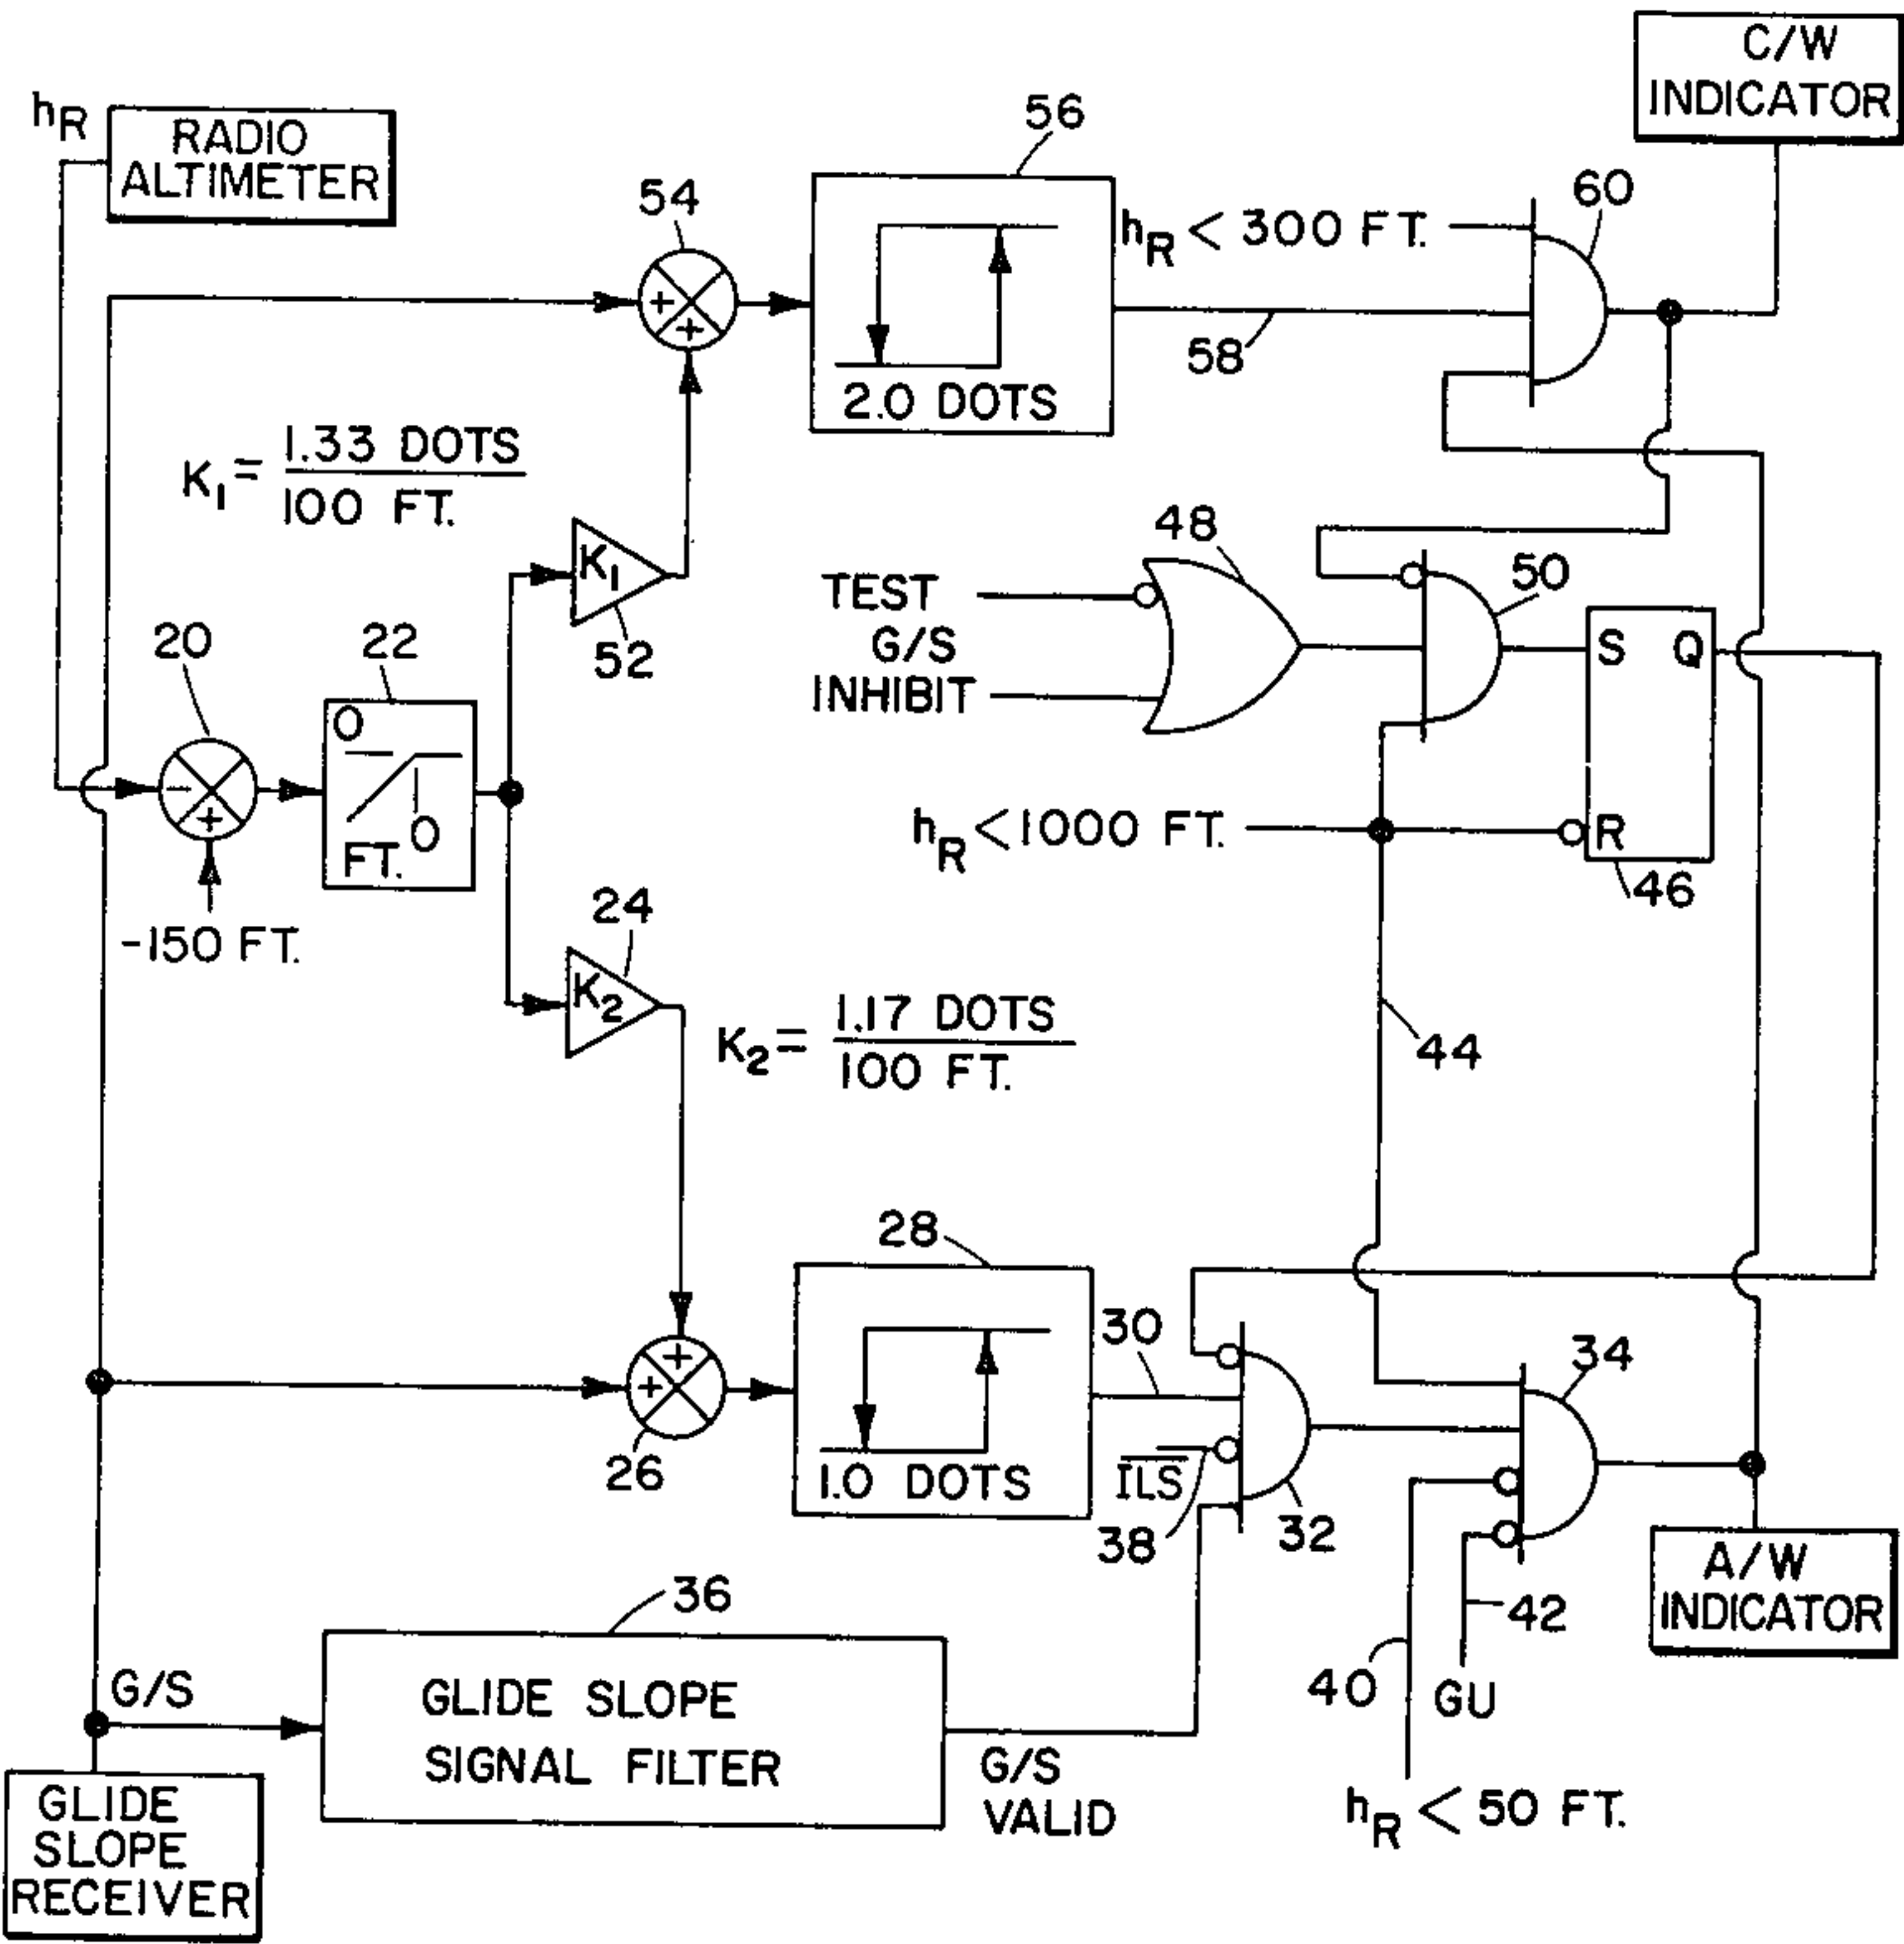 C/W
INDICATOR
hR
RADIO
ALTIMETER
56
54
60
hR < 300 FT.
58
2.0 DOTS
K1 = 1.33 DOTS
100 FT.
48
K1
50
TEST
G/S
INHIBIT
52
S Q
20
22
0
0
FT.
hR < 1000 FT.
R
46
24
-150 FT.
K2
K2 = 1.17 DOTS
100 FT.
44
28
30
34
+
+
-
+
+
+
26
1.0 DOTS
ILS
38
32
A/W
INDICATOR
36
42
G/S
GLIDE SLOPE
SIGNAL FILTER
40
GU
G/S
VALID
hR < 50 FT.
GLIDE
SLOPE
RECEIVER